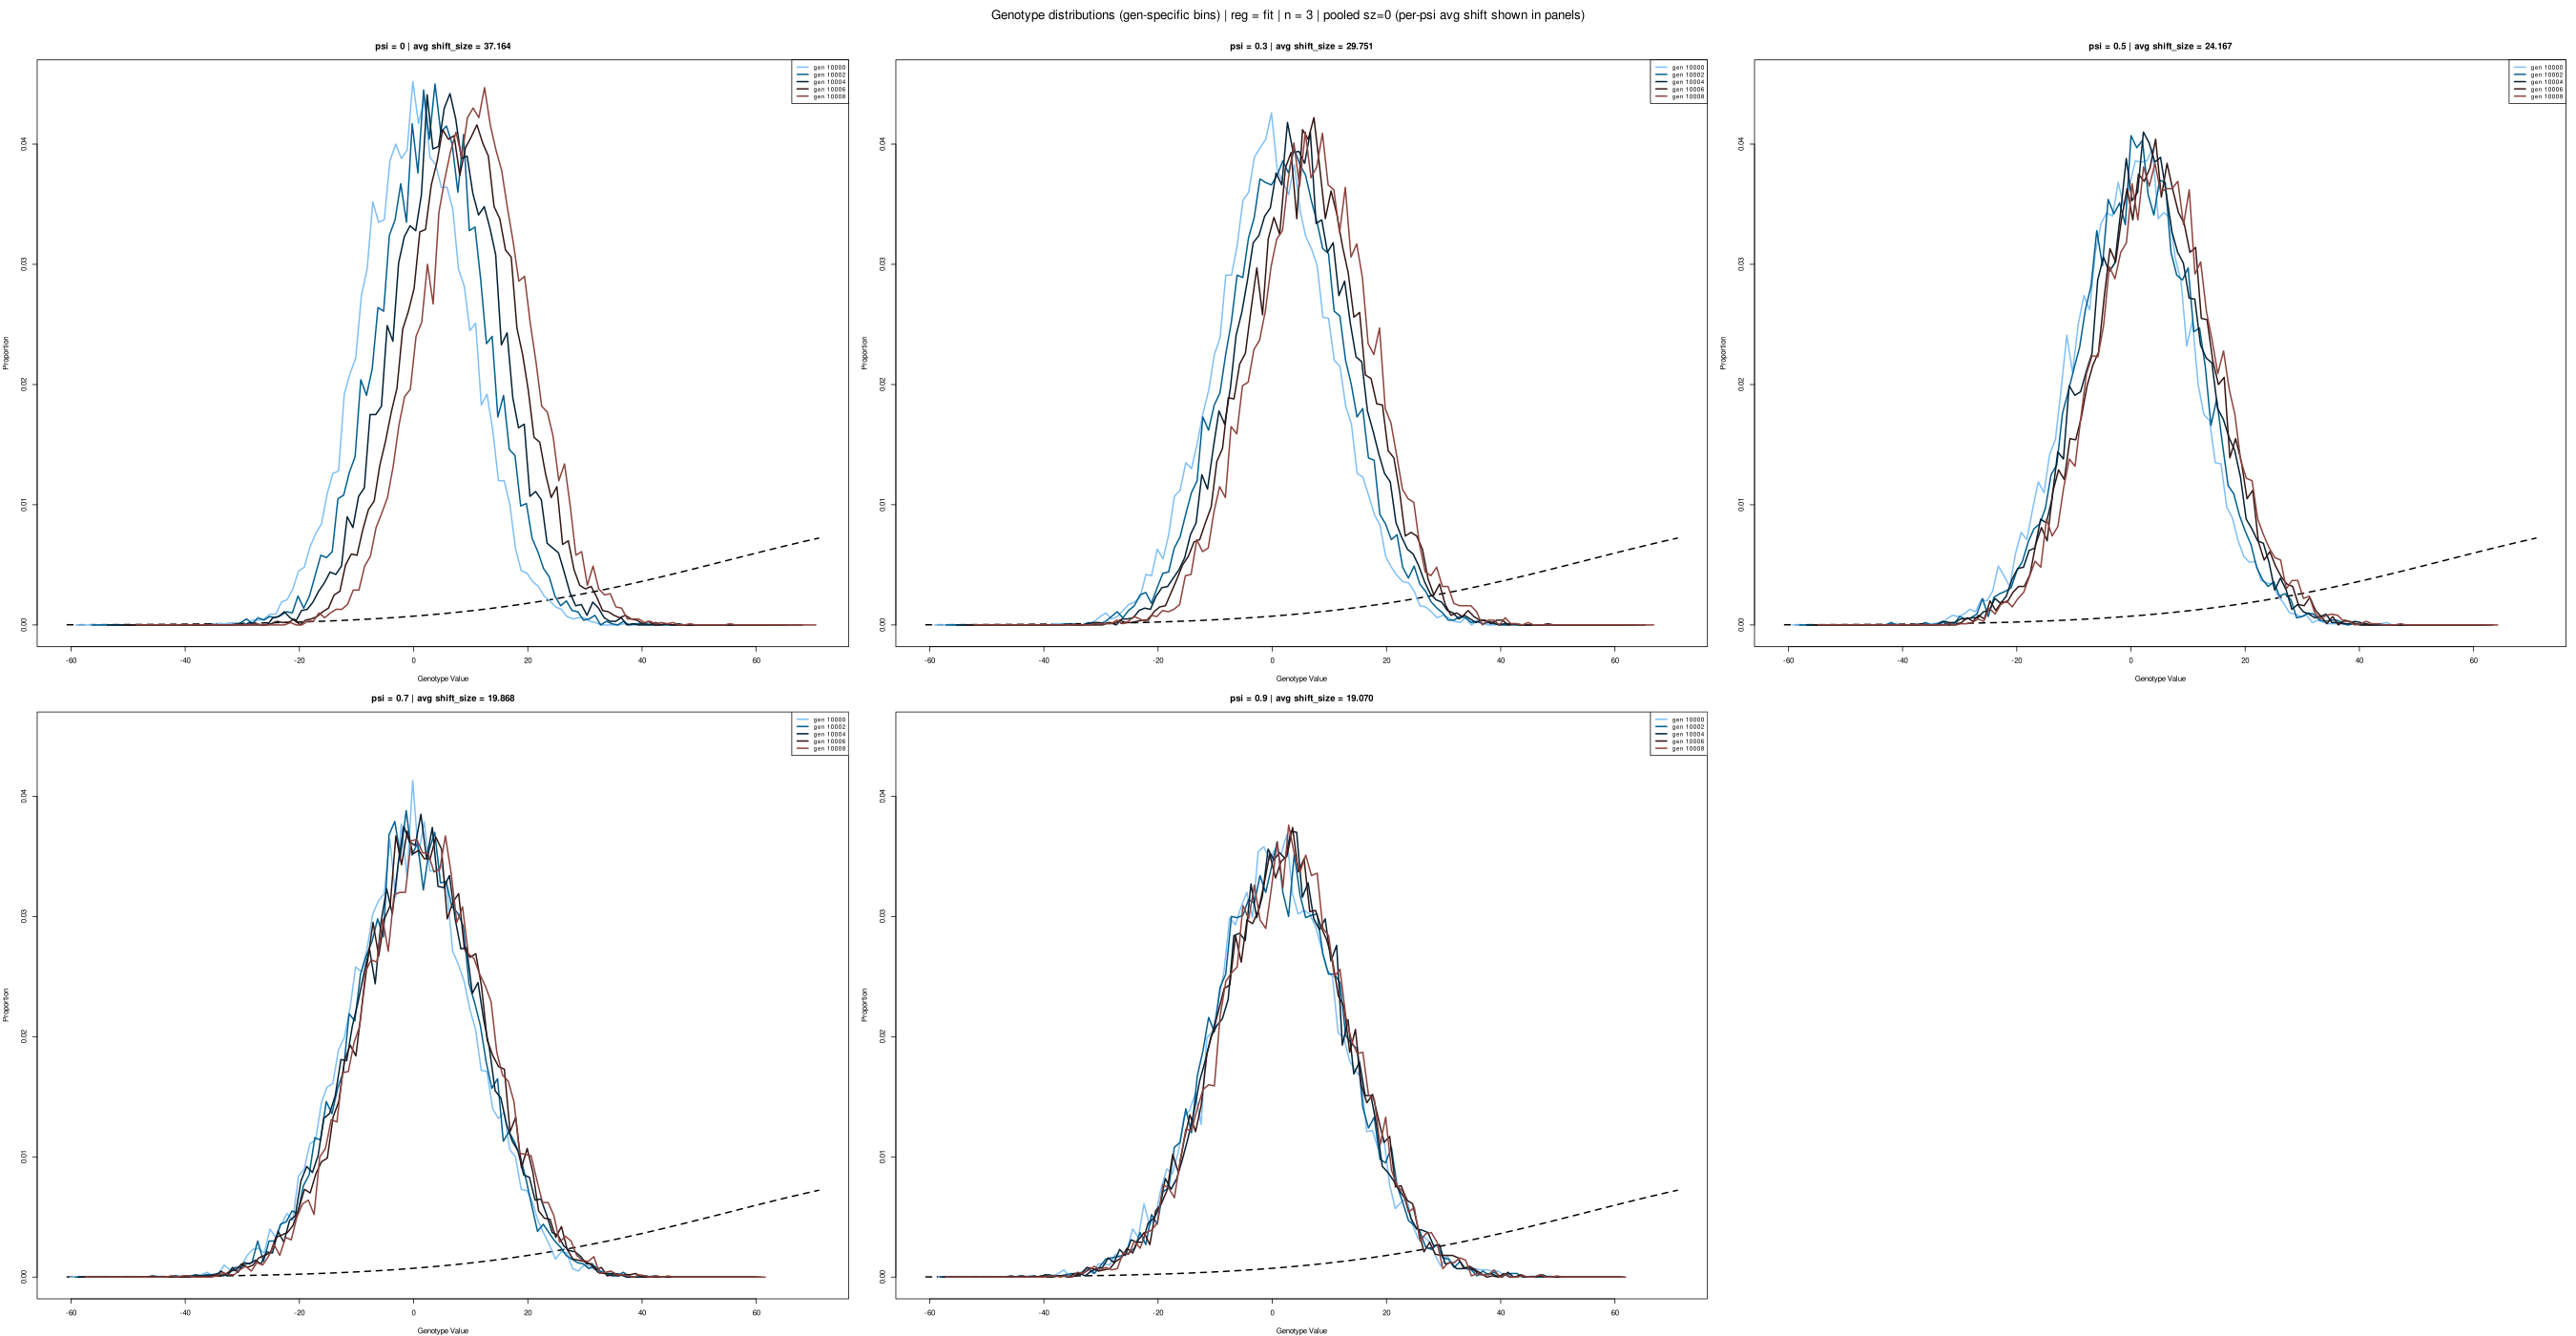 Genotype distributions (gen-specific bins) | reg = fit | n = 3 | pooled sz=0 (per-psi avg shift shown in panels)
psi = 0 | avg shift_size = 37.164
gen 10000
gen 10002
gen 10004
gen 10006
gen 10008
Proportion
0.00
0.01
0.02
0.03
0.04
-60
-40
-20
0
20
40
60
Genotype Value
psi = 0.3 | avg shift_size = 29.751
gen 10000
gen 10002
gen 10004
gen 10006
gen 10008
Proportion
0.00
0.01
0.02
0.03
0.04
-60
-40
-20
0
20
40
60
Genotype Value
psi = 0.5 | avg shift_size = 24.167
gen 10000
gen 10002
gen 10004
gen 10006
gen 10008
Proportion
0.00
0.01
0.02
0.03
0.04
-60
-40
-20
0
20
40
60
Genotype Value
psi = 0.7 | avg shift_size = 19.868
gen 10000
gen 10002
gen 10004
gen 10006
gen 10008
Proportion
0.00
0.01
0.02
0.03
0.04
-60
-40
-20
0
20
40
60
Genotype Value
psi = 0.9 | avg shift_size = 19.070
gen 10000
gen 10002
gen 10004
gen 10006
gen 10008
Proportion
0.00
0.01
0.02
0.03
0.04
-60
-40
-20
0
20
40
60
Genotype Value